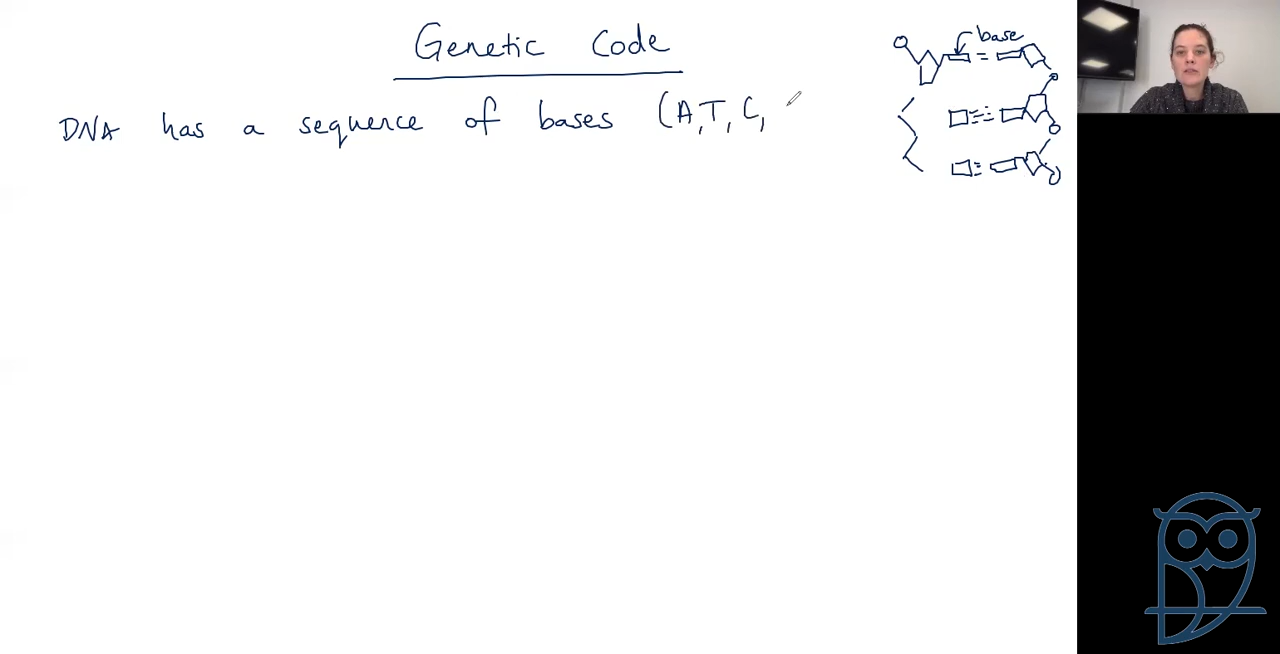 Genetic Code
base
DNA has a sequence of bases (A,T,C,